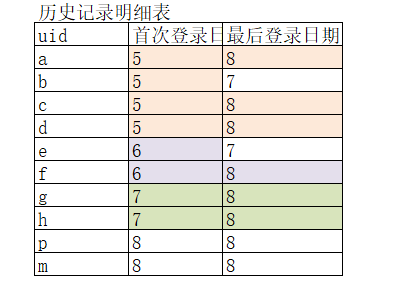 历史记录明细表
uid 首次登录日 最后登录日期
a 5 8
b 5 7
c 5 8
d 5 8
e 6 7
f 6 8
g 7 8
h 7 8
p 8 8
m 8 8